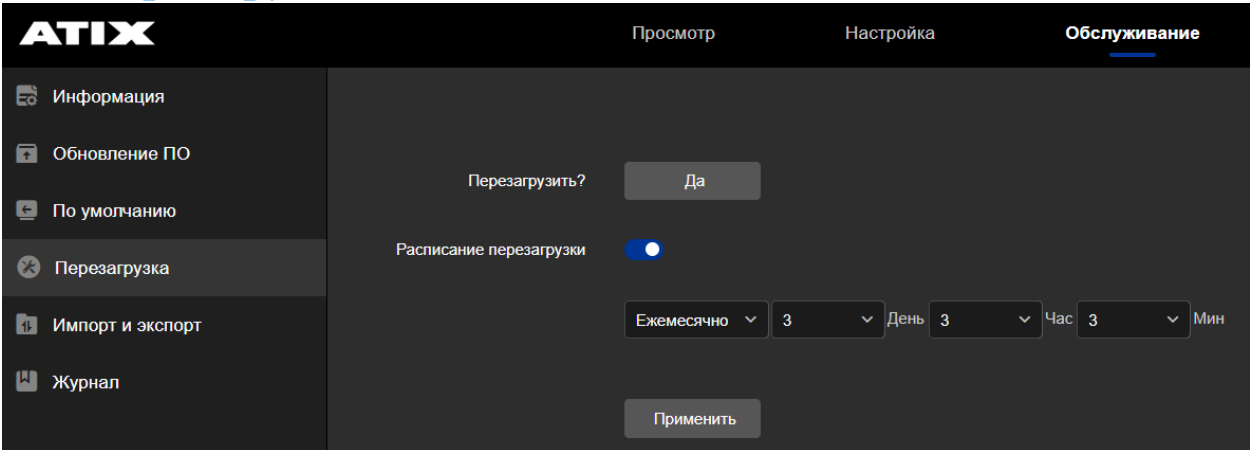 ATIX Просмотр Настройка Обслуживание
Информация
Обновление ПО
Перезагрузить? Да
По умолчанию
Расписание перезагрузки
Перезагрузка
Импорт и экспорт
Ежемесячно 3 День 3 Час 3 Мин
Журнал
Применить